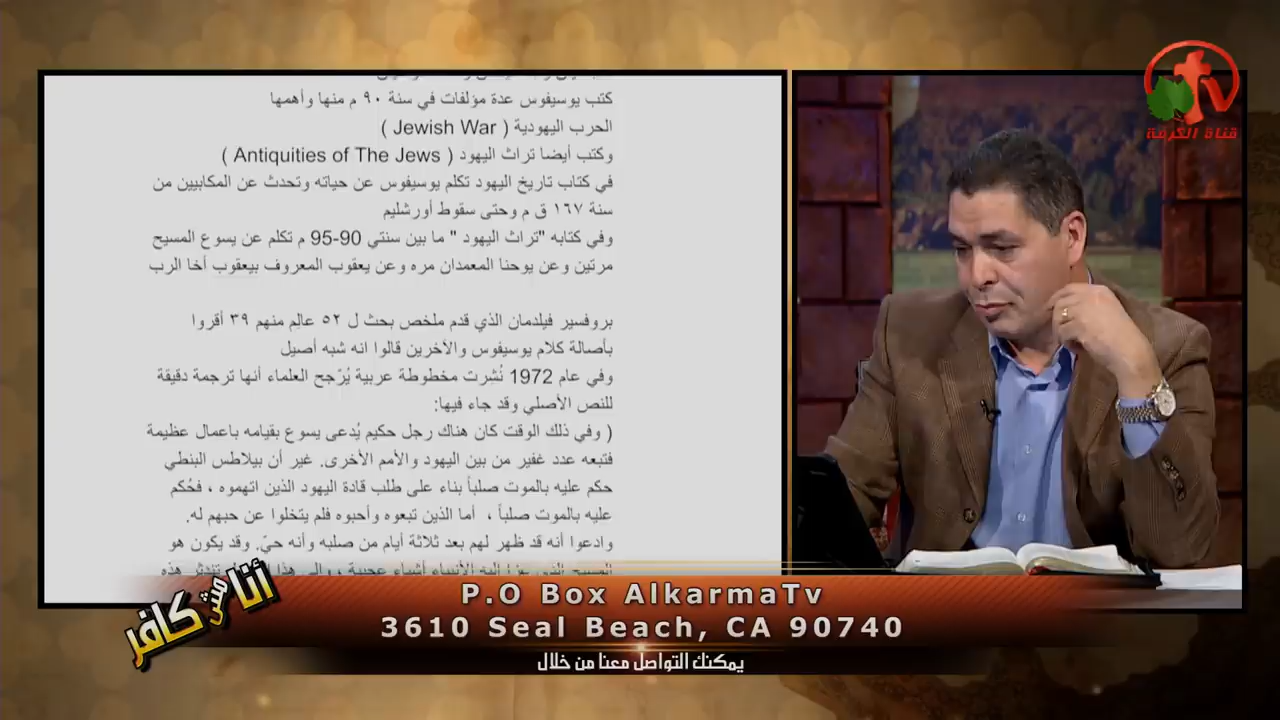 كتب يوسيفوس عدة مؤلفات في سنة ٩٠ م منها وأهمها
الحرب اليهودية ( Jewish War )
وكتب أيضا تراث اليهود ( Antiquities of The Jews )
في كتاب تاريخ اليهود تكلم يوسيفوس عن حياته وتحدث عن المكابيين من
سنة ١٦٧ ق م وحتى سقوط أورشليم
وفي كتابه "تراث اليهود " ما بين سنتي 90-95 م تكلم عن يسوع المسيح
مرتين وعن يوحنا المعمدان مره وعن يعقوب المعروف بيعقوب أخا الرب
بروفسير فيلدمان الذي قدم ملخص بحث ل ٥٢ عالِم منهم ٣٩ أقروا
بأصالة كلام يوسيفوس والآخرين قالوا انه شبه أصيل
وفي عام 1972 نُشِرت مخطوطة عربية يُرّجح العلماء أنها ترجمة دقيقة
للنص الأصلي وقد جاء فيها:
( وفي ذلك الوقت كان هناك رجل حكيم يُدعى يسوع بقيامه باعمال عظيمة
فتبعه عدد غفير من بين اليهود والأمم الأخرى. غير أن بيلاطس البنطي
حكم عليه بالموت صلباً بناء على طلب قادة اليهود الذين اتهموه ، فحُكم
عليه بالموت صلباً ، أما الذين تبعوه وأحبوه فلم يتخلوا عن حبهم له.
وادعوا أنه قد ظهر لهم بعد ثلاثة أيام من صلبه وأنه حيّ. وقد يكون هو
قناة الكرمة
أنا مش كافر
P.O Box AlkarmaTv
3610 Seal Beach, CA 90740
يمكنك التواصل معنا من خلال